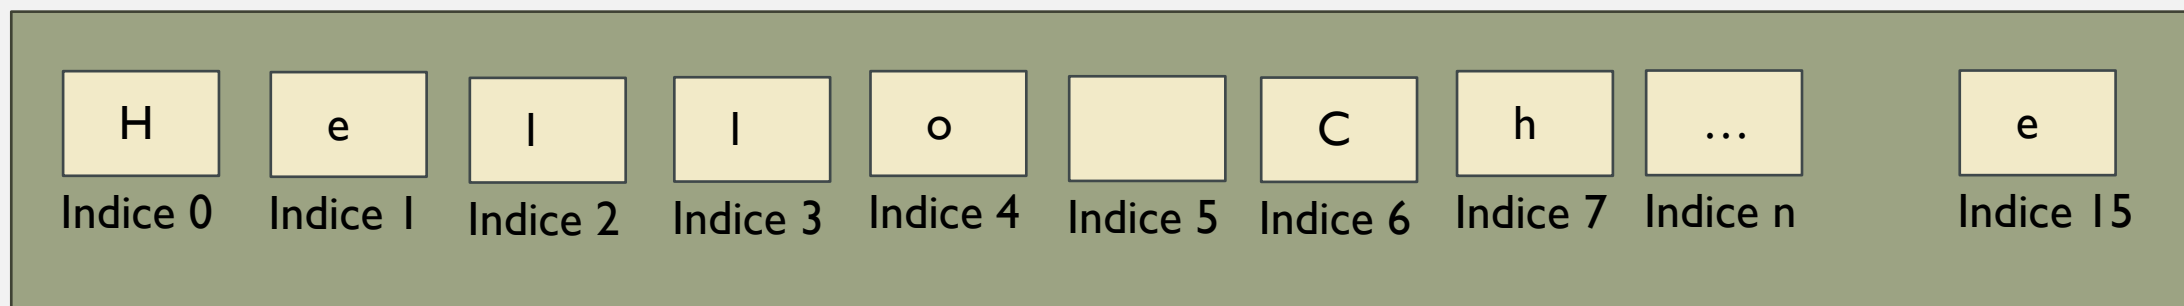 H e l l o C h … e
Indice 0 Indice 1 Indice 2 Indice 3 Indice 4 Indice 5 Indice 6 Indice 7 Indice n Indice 15